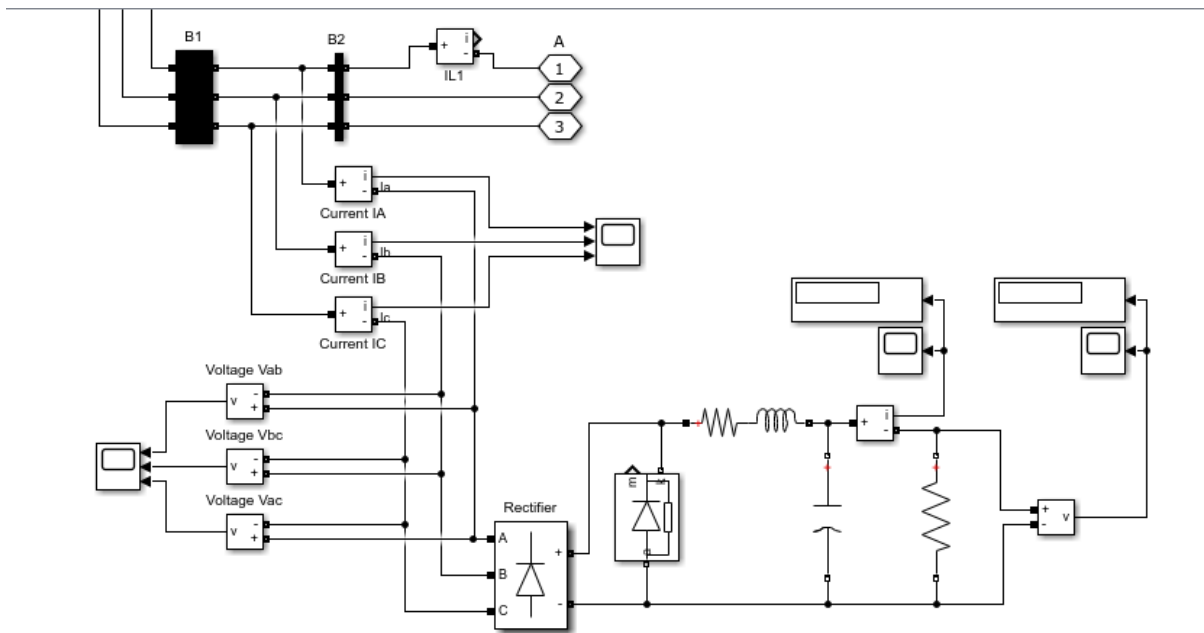 B1
B2
+
i
-
IL1
A
1
2
3
+
i
-
Ia
Current IA
+
i
-
Ib
Current IB
+
i
-
Ic
Current IC
Voltage Vab
v
-
+
Voltage Vbc
v
-
+
Voltage Vac
v
-
+
Rectifier
A
B
C
+
-
m
k
a
+
i
-
+
-
v